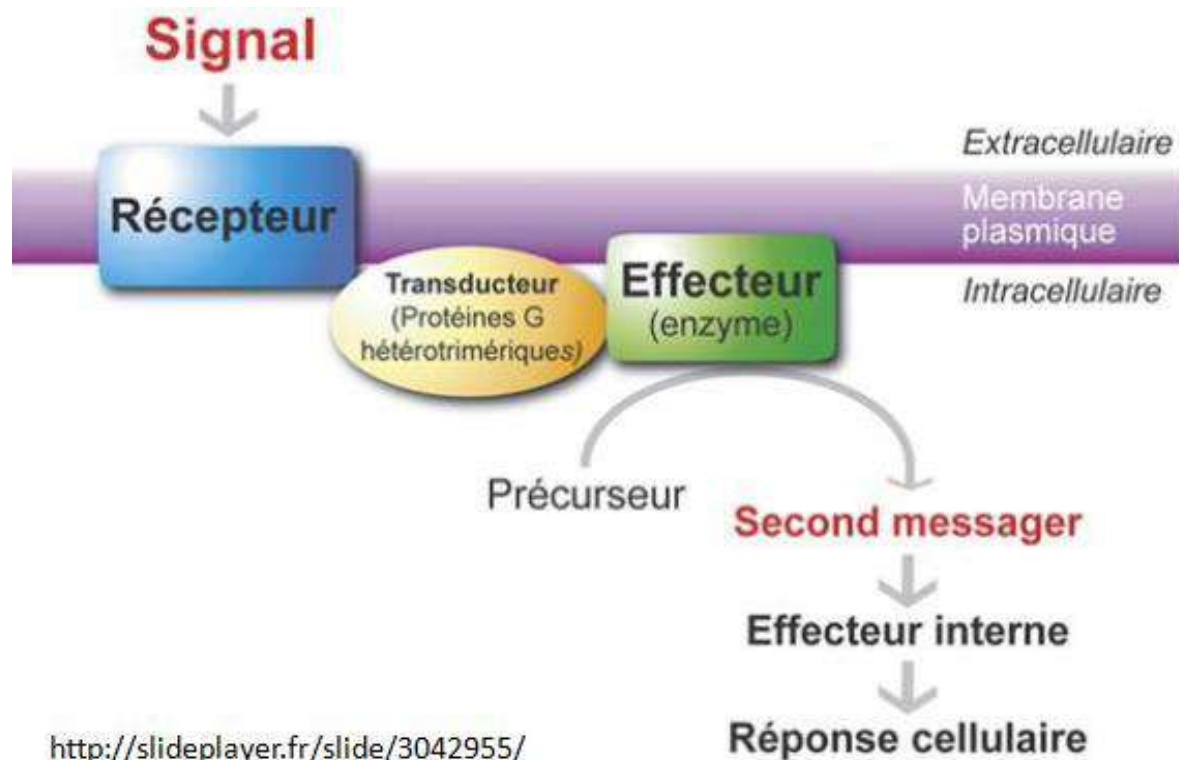 Signal
Extracellulaire
Récepteur
Membrane
plasmique
Transducteur
(Protéines G
hétérotrimériques)
Effecteur
(enzyme)
Intracellulaire
Précurseur
Second messager
Effecteur interne
Réponse cellulaire
http://slideplayer.fr/slide/3042955/